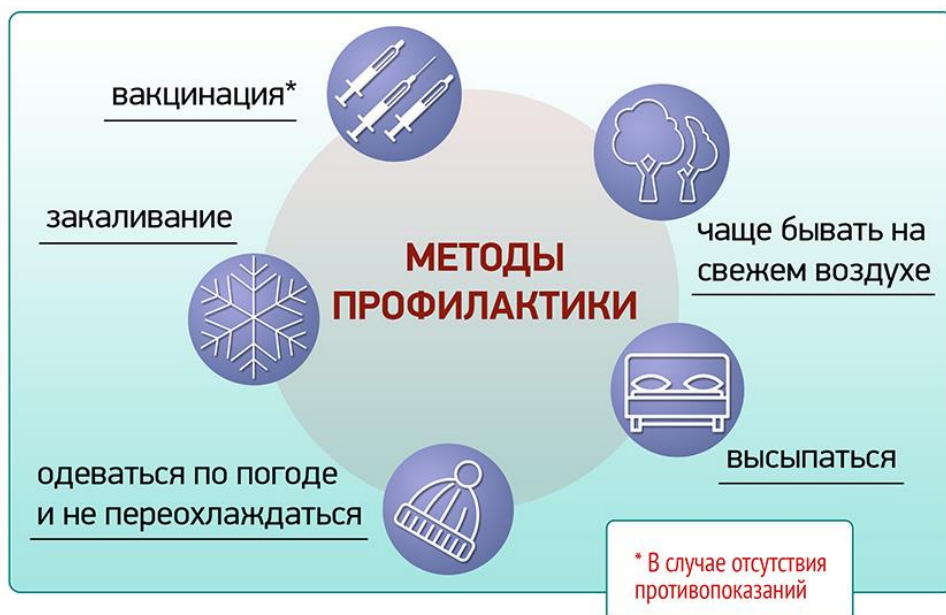 вакцинация*
закаливание
МЕТОДЫ
ПРОФИЛАКТИКИ
чаще бывать на
свежем воздухе
высыпаться
одеваться по погоде
и не переохлаждаться
* В случае отсутствия
противопоказаний